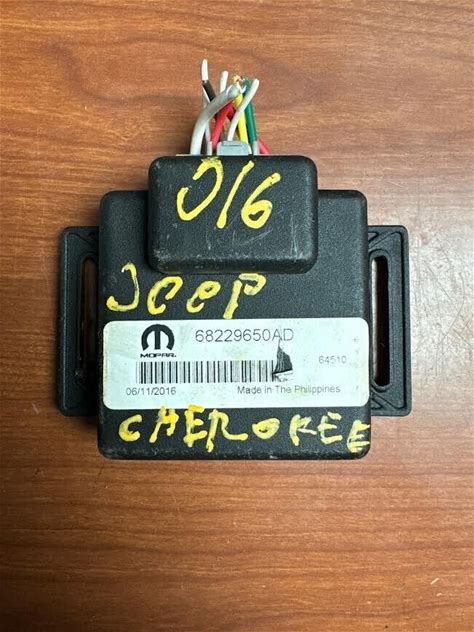 016
JEEP
68229650AD
MOPAR.
64510
06/11/2016
Made in The Philippines
CHEROKEE